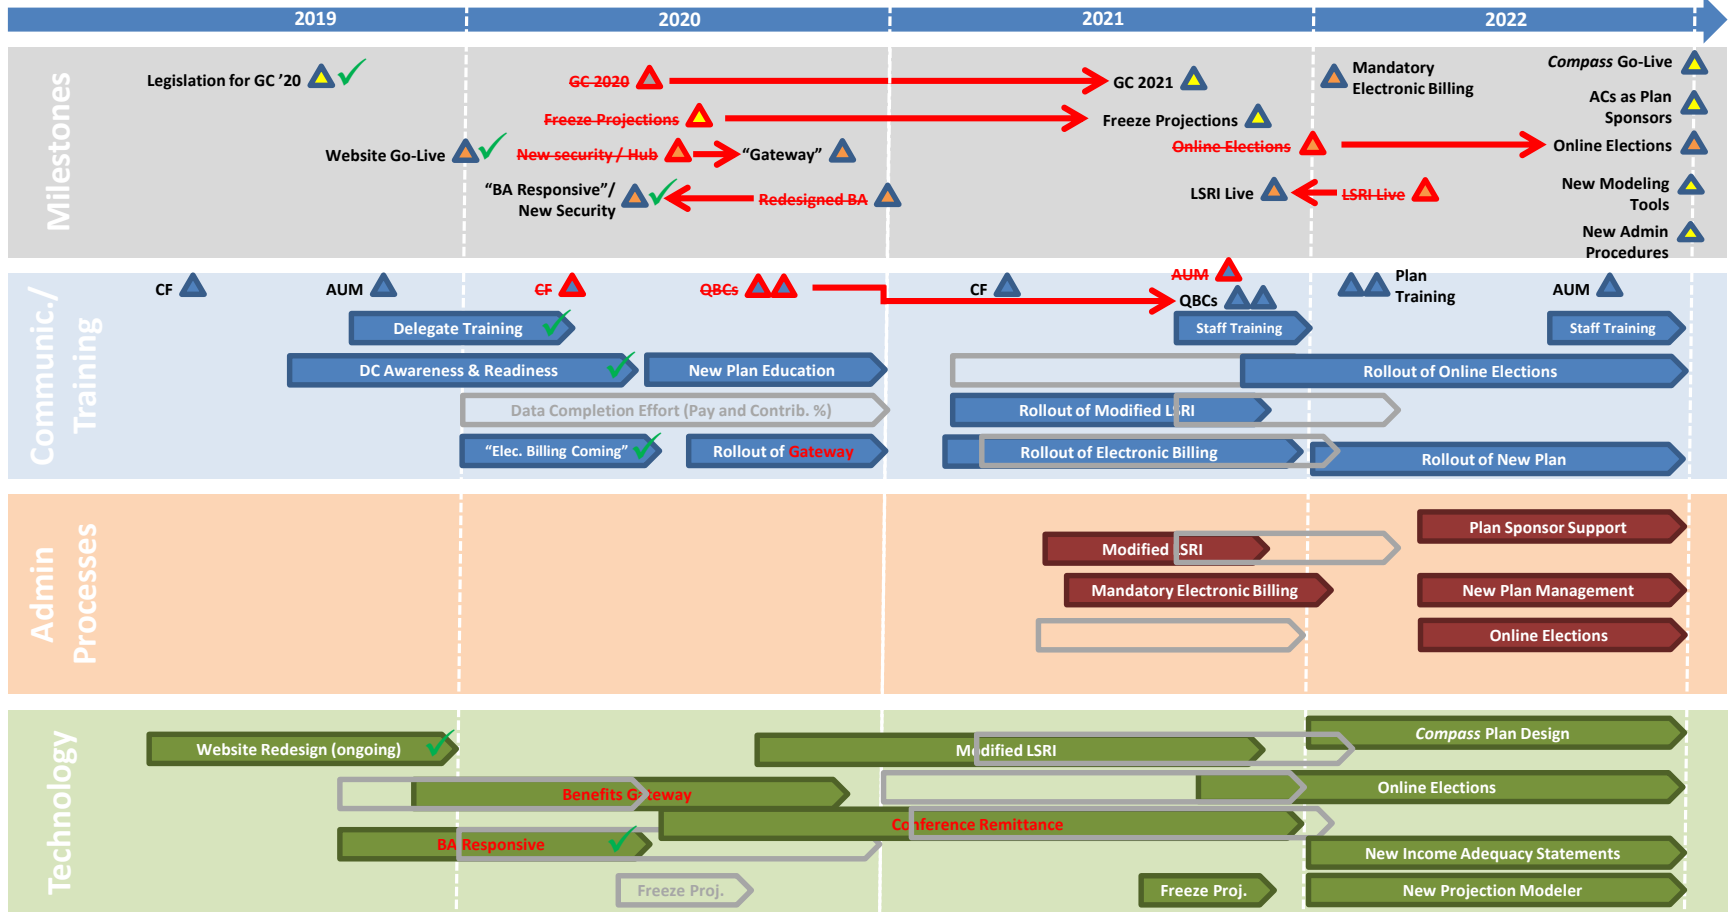 2019
2020
2021
2022
Milestones
Legislation for GC ’20
GC 2020
GC 2021
Mandatory
Electronic Billing
Compass Go-Live
Freeze Projections
Freeze Projections
ACs as Plan
Sponsors
Website Go-Live
New security / Hub
“Gateway”
Online Elections
Online Elections
“BA Responsive”/
New Security
Redesigned BA
LSRI Live
LSRI Live
New Modeling
Tools
New Admin
Procedures
Communic./
Training
CF
AUM
CF
QBCs
CF
AUM
QBCs
Plan
Training
AUM
Delegate Training
Staff Training
Staff Training
DC Awareness & Readiness
New Plan Education
Rollout of Online Elections
Data Completion Effort (Pay and Contrib. %)
Rollout of Modified LSRI
“Elec. Billing Coming”
Rollout of Gateway
Rollout of Electronic Billing
Rollout of New Plan
Admin
Processes
Plan Sponsor Support
Modified LSRI
Mandatory Electronic Billing
New Plan Management
Online Elections
Technology
Website Redesign (ongoing)
Modified LSRI
Compass Plan Design
Benefits Gateway
Online Elections
Conference Remittance
BA Responsive
New Income Adequacy Statements
Freeze Proj.
Freeze Proj.
New Projection Modeler